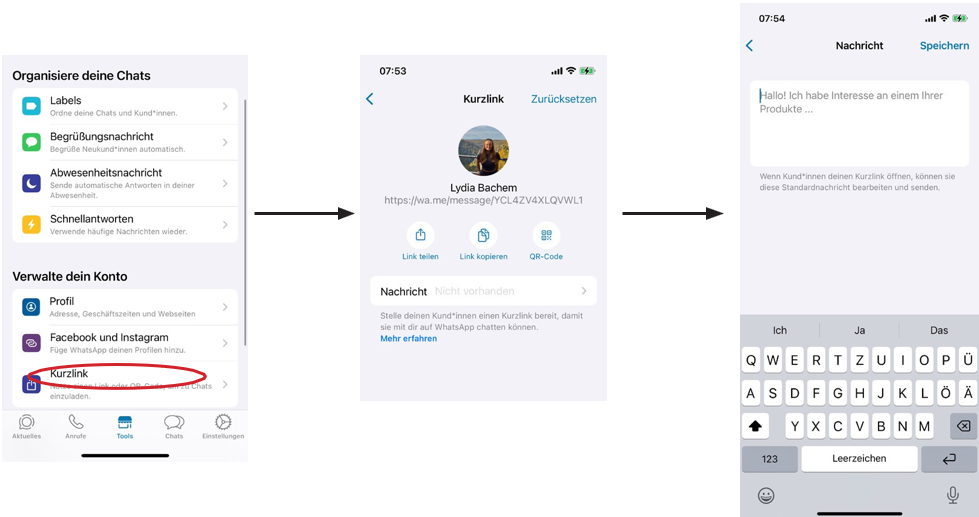 Organisiere deine Chats
Labels
Ordne deine Chats und Kund*innen.
Begrüßungsnachricht
Begrüße Neukund*innen automatisch.
Abwesenheitsnachricht
Sende automatische Antworten in deiner
Abwesenheit.
Schnellantworten
Verwende häufige Nachrichten wieder.
Verwalte dein Konto
Profil
Adresse, Geschäftszeiten und Webseiten
Facebook und Instagram
Füge WhatsApp deinen Profilen hinzu.
Kurzlink
einen Link oder QR-Code, um zu Chats
einzuladen.
Aktuelles
Anrufe
Tools
Chats
Einstellungen
07:53
Kurzlink
Zurücksetzen
Lydia Bachem
https://wa.me/message/YCL4ZV4XLQVWL1
Link teilen
Link kopieren
QR-Code
Nachricht Nicht vorhanden
Stelle deinen Kund*innen einen Kurzlink bereit, damit
sie mit dir auf WhatsApp chatten können.
Mehr erfahren
07:54
Nachricht
Speichern
Hallo! Ich habe Interesse an einem Ihrer
Produkte ...
Wenn Kund*innen deinen Kurzlink öffnen, können sie
diese Standardnachricht bearbeiten und senden.
Ich Ja Das
Q W E R T Z U I O P Ü
A S D F G H J K L Ö Ä
Y X C V B N M
123 Leerzeichen